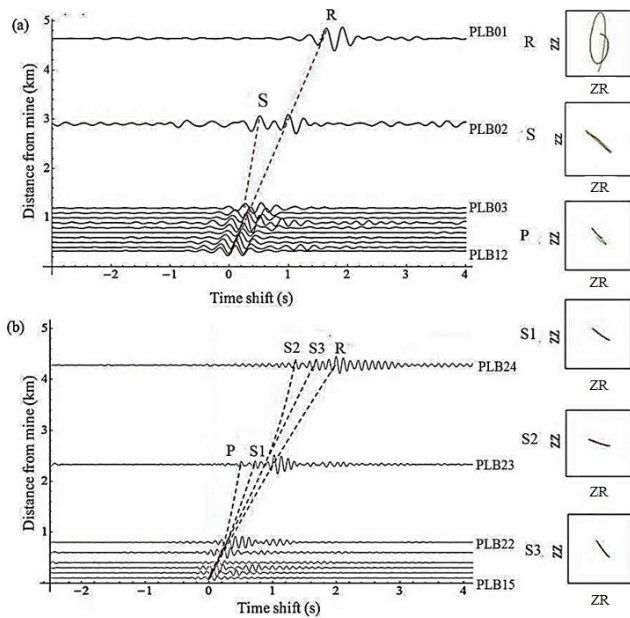 (a)
5
4
3
2
1
Distance from mine (km)
R
S
PLB01
PLB02
PLB03
PLB12
−2
−1
0
1
2
3
4
Time shift (s)
(b)
5
4
3
2
1
Distance from mine (km)
S2 S3 R
P S1
PLB24
PLB23
PLB22
PLB15
−2
−1
0
1
2
3
4
Time shift (s)
R ZZ
ZR
S ZZ
ZR
P ZZ
ZR
S1 ZZ
ZR
S2 ZZ
ZR
S3 ZZ
ZR